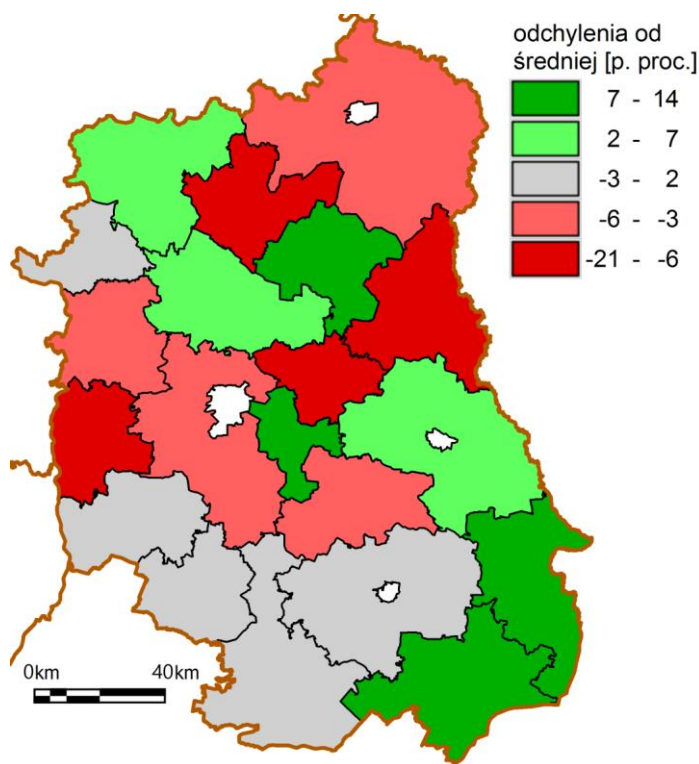 odchylenia od
średniej [p. proc.]
7 - 14
2 - 7
-3 - 2
-6 - -3
-21 - -6
0km 40km